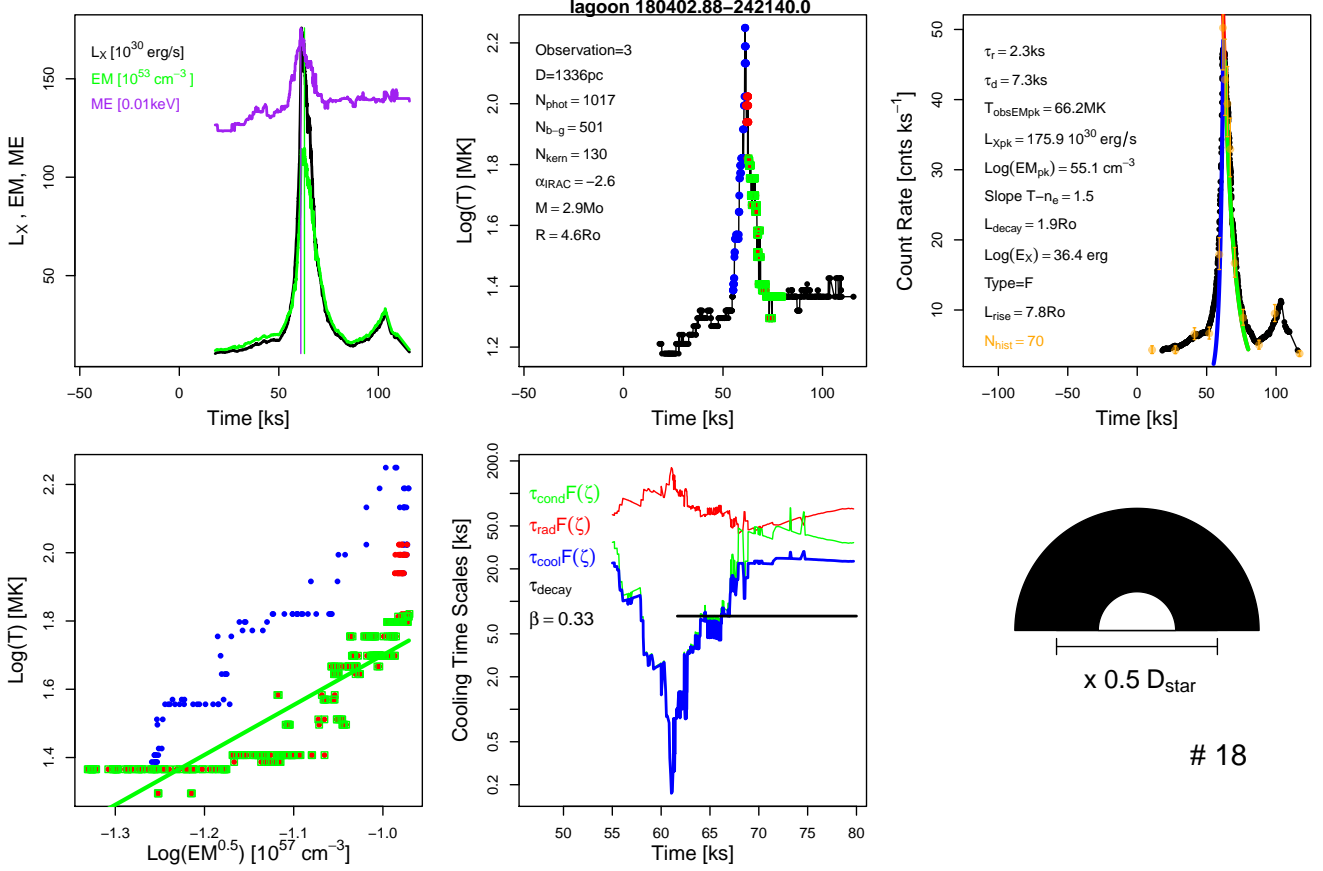 lagoon 180402.88−242140.0
L_X [10^30 erg/s]
EM [10^53 cm^−3]
ME [0.01keV]
L_X, EM, ME
50
100
150
−50
0
50
100
Time [ks]
Observation=3
D=1336pc
N_phot = 1017
N_b−g = 501
N_kern = 130
α_IRAC = −2.6
M = 2.9Mo
R = 4.6Ro
Log(T) [MK]
1.2
1.4
1.6
1.8
2.0
2.2
−50
0
50
100
Time [ks]
τ_r = 2.3ks
τ_d = 7.3ks
T_obsEMpk = 66.2MK
L_Xpk = 175.9 10^30 erg/s
Log(EM_pk) = 55.1 cm^−3
Slope T−n_e = 1.5
L_decay = 1.9Ro
Log(E_X) = 36.4 erg
Type=F
L_rise = 7.8Ro
N_hist = 70
Count Rate [cnts ks^−1]
10
20
30
40
50
−100
−50
0
50
100
Time [ks]
Log(T) [MK]
1.4
1.6
1.8
2.0
2.2
−1.3
−1.2
−1.1
−1.0
Log(EM^0.5) [10^57 cm^−3]
τ_cond F(ζ)
τ_rad F(ζ)
τ_cool F(ζ)
τ_decay
β = 0.33
Cooling Time Scales [ks]
0.2
0.5
2.0
5.0
20.0
50.0
200.0
50
55
60
65
70
75
80
Time [ks]
x 0.5 D_star
# 18